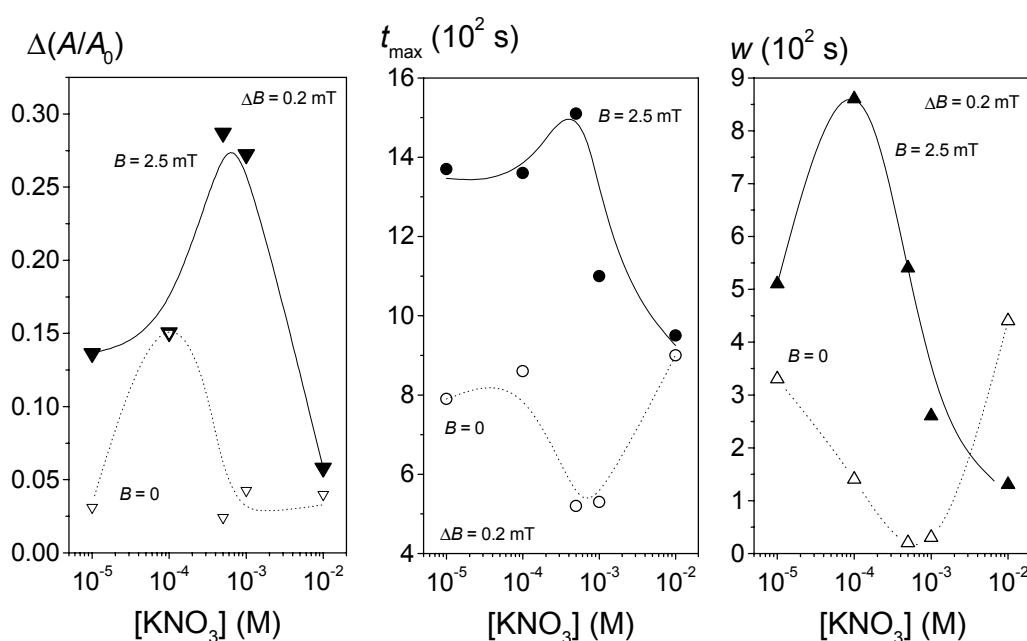 Δ(A/A₀)
ΔB = 0.2 mT
B = 2.5 mT
B = 0
0.30
0.25
0.20
0.15
0.10
0.05
0.00
10⁻⁵ 10⁻⁴ 10⁻³ 10⁻²
[KNO₃] (M)
t_max (10² s)
B = 2.5 mT
B = 0
ΔB = 0.2 mT
16
14
12
10
8
6
4
10⁻⁵ 10⁻⁴ 10⁻³ 10⁻²
[KNO₃] (M)
w (10² s)
ΔB = 0.2 mT
B = 2.5 mT
B = 0
9
8
7
6
5
4
3
2
1
0
10⁻⁵ 10⁻⁴ 10⁻³ 10⁻²
[KNO₃] (M)